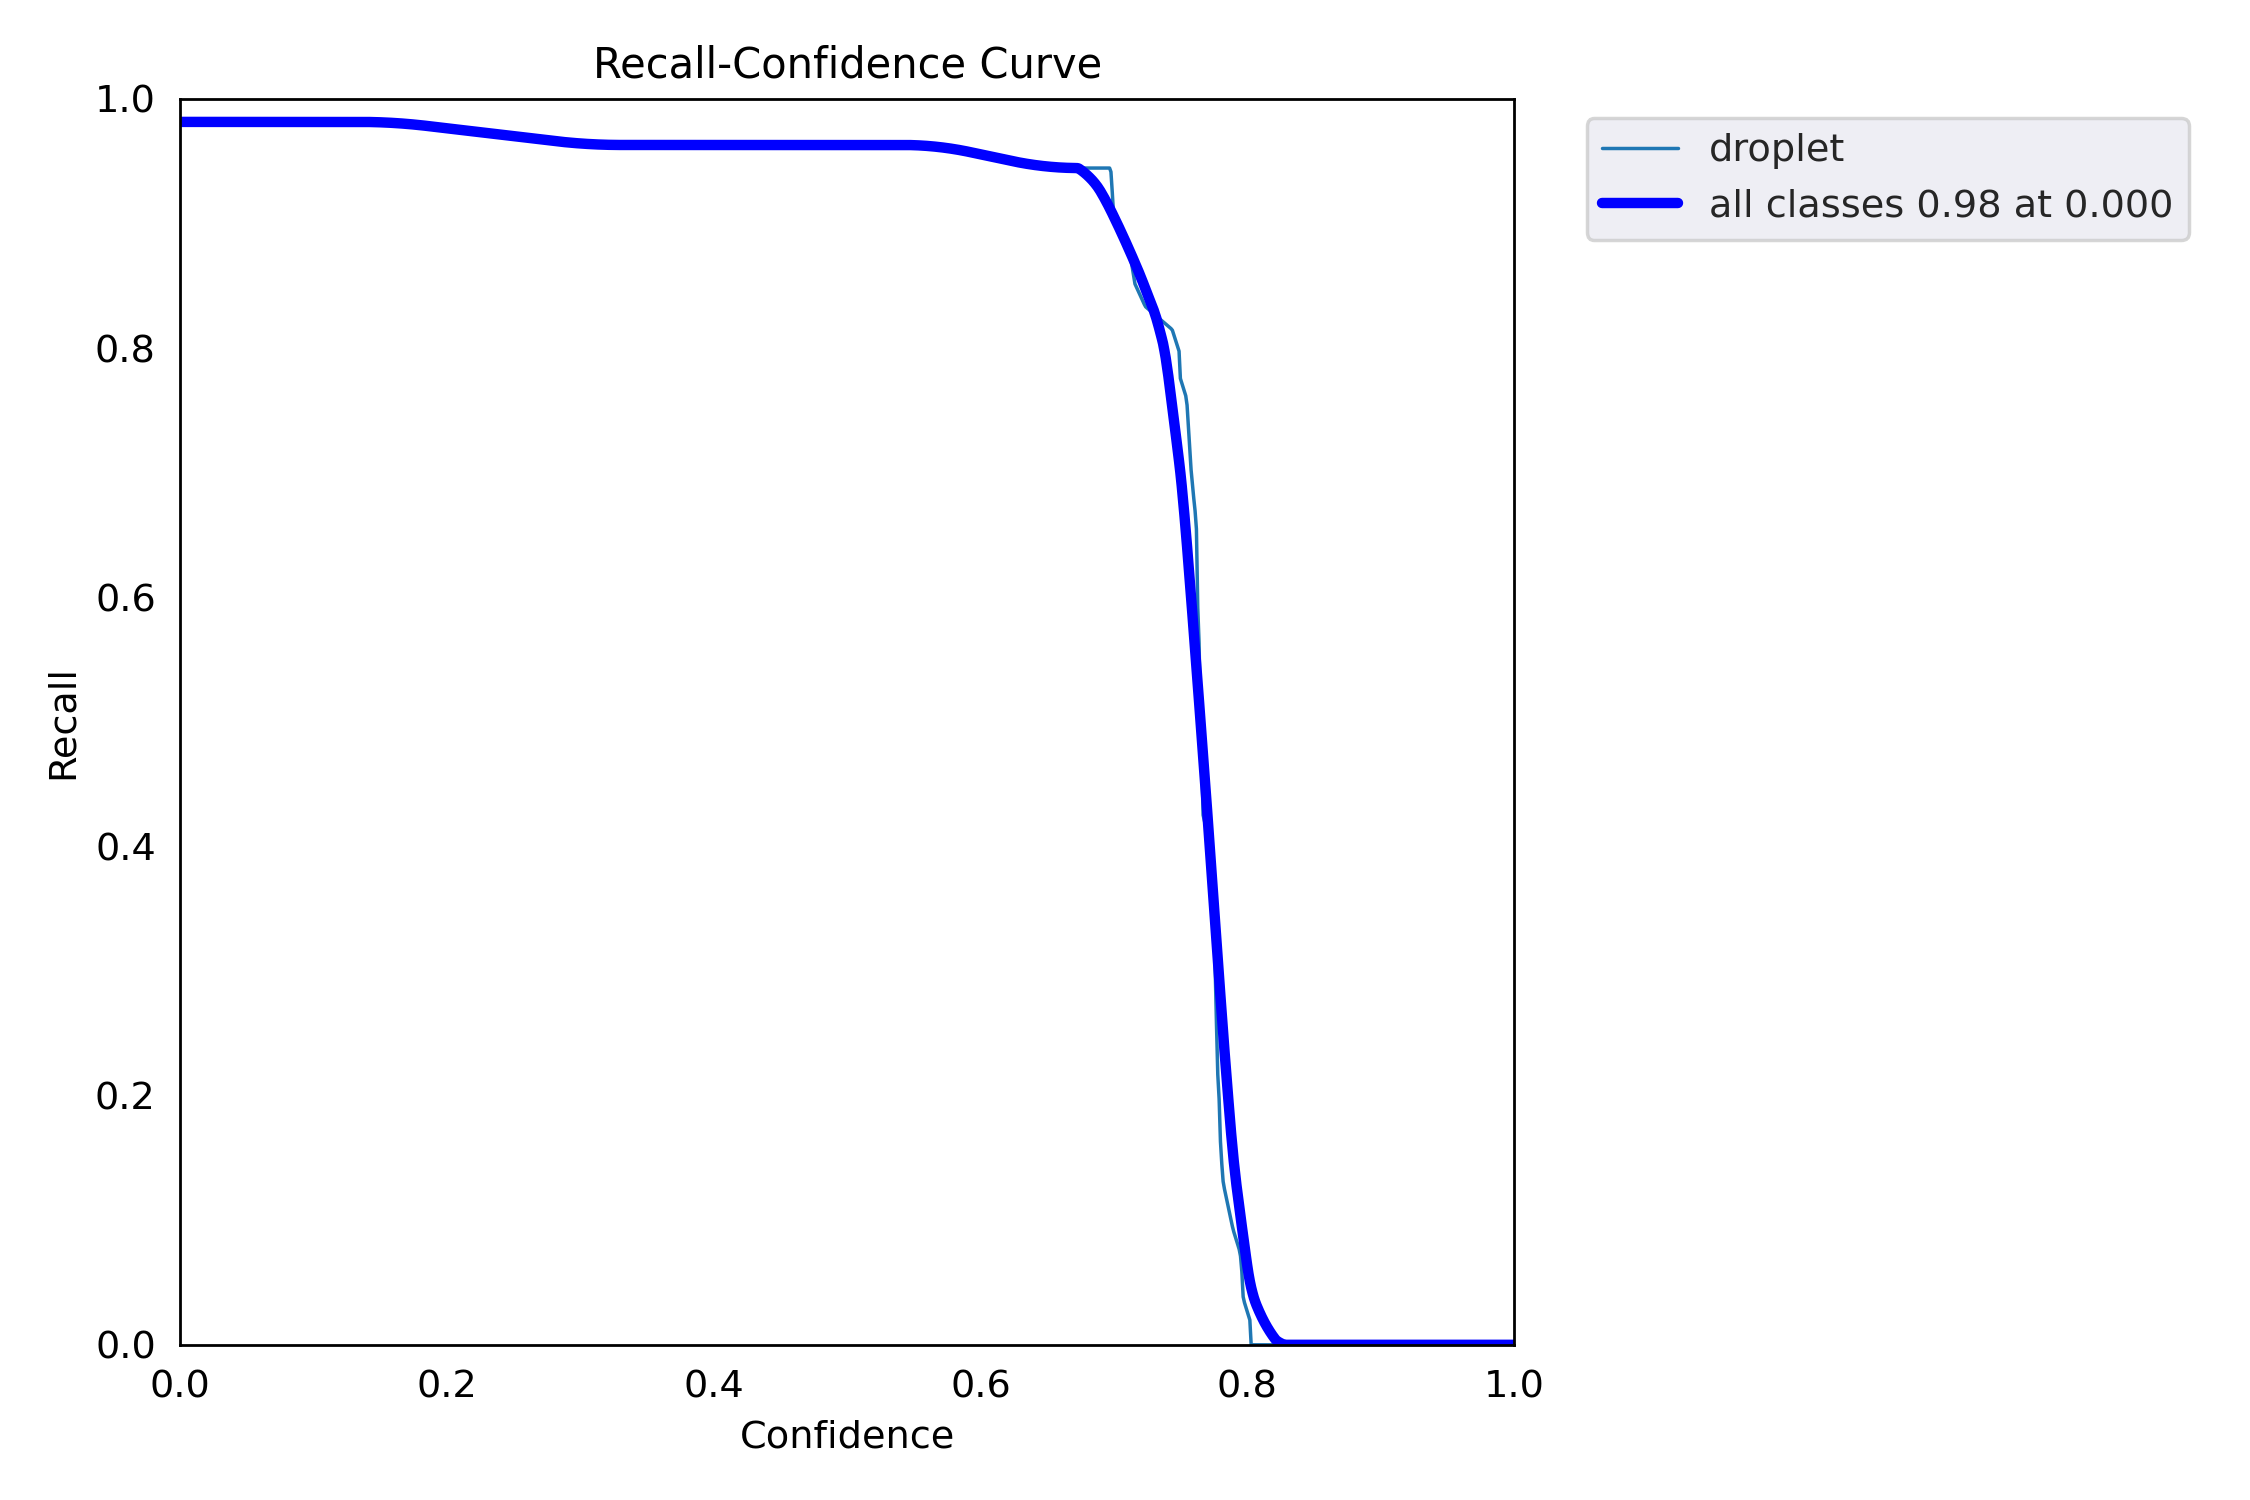 Recall-Confidence Curve
1.0
0.8
0.6
0.4
0.2
0.0
Recall
0.0 0.2 0.4 0.6 0.8 1.0
Confidence
droplet
all classes 0.98 at 0.000